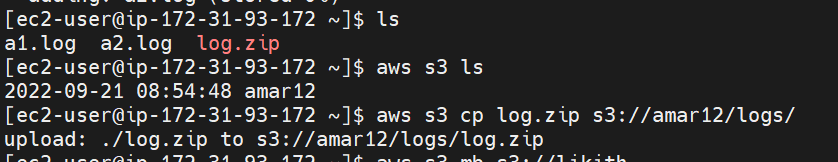 adding: a2.log (stored 0%)
[ec2-user@ip-172-31-93-172 ~]$ ls
a1.log  a2.log  log.zip
[ec2-user@ip-172-31-93-172 ~]$ aws s3 ls
2022-09-21 08:54:48 amar12
[ec2-user@ip-172-31-93-172 ~]$ aws s3 cp log.zip s3://amar12/logs/
upload: ./log.zip to s3://amar12/logs/log.zip
[ec2-user@ip-172-31-93-172 ~]$ aws s3 mb s3://likith